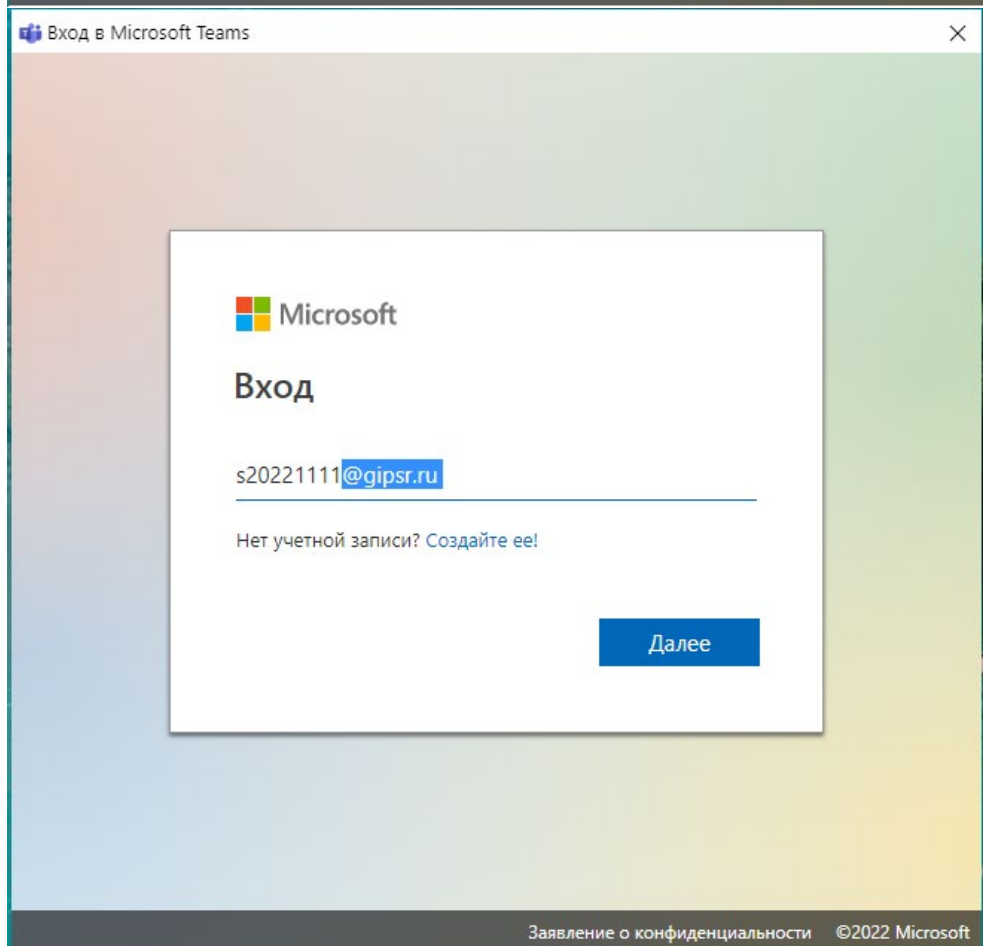 Вход в Microsoft Teams
Microsoft
Вход
s20221111@gipsr.ru
Нет учетной записи? Создайте ее!
Далее
Заявление о конфиденциальности ©2022 Microsoft